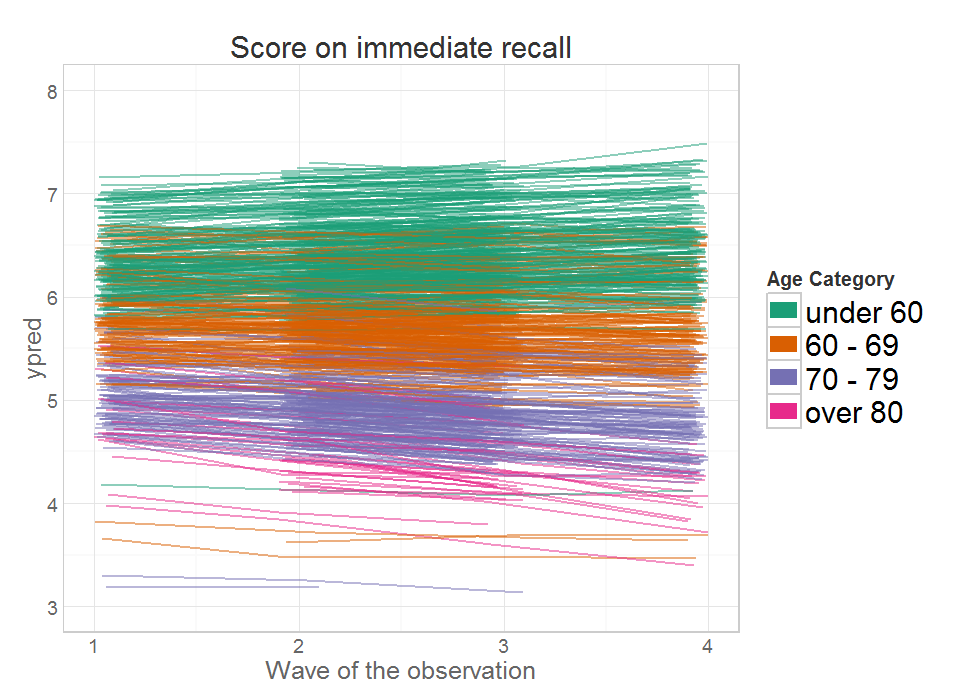 Score on immediate recall
8
7
6
5
4
3
ypred
1 2 3 4
Wave of the observation
Age Category
under 60
60 - 69
70 - 79
over 80